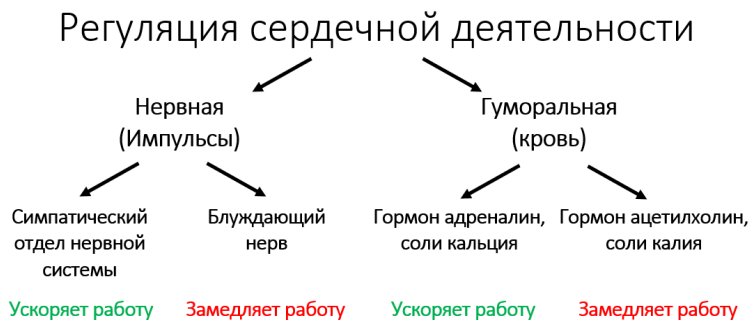 Регуляция сердечной деятельности
Нервная
(Импульсы)
Гуморальная
(кровь)
Симпатический
отдел нервной
системы
Блуждающий
нерв
Гормон адреналин,
соли кальция
Гормон ацетилхолин,
соли калия
Ускоряет работу
Замедляет работу
Ускоряет работу
Замедляет работу